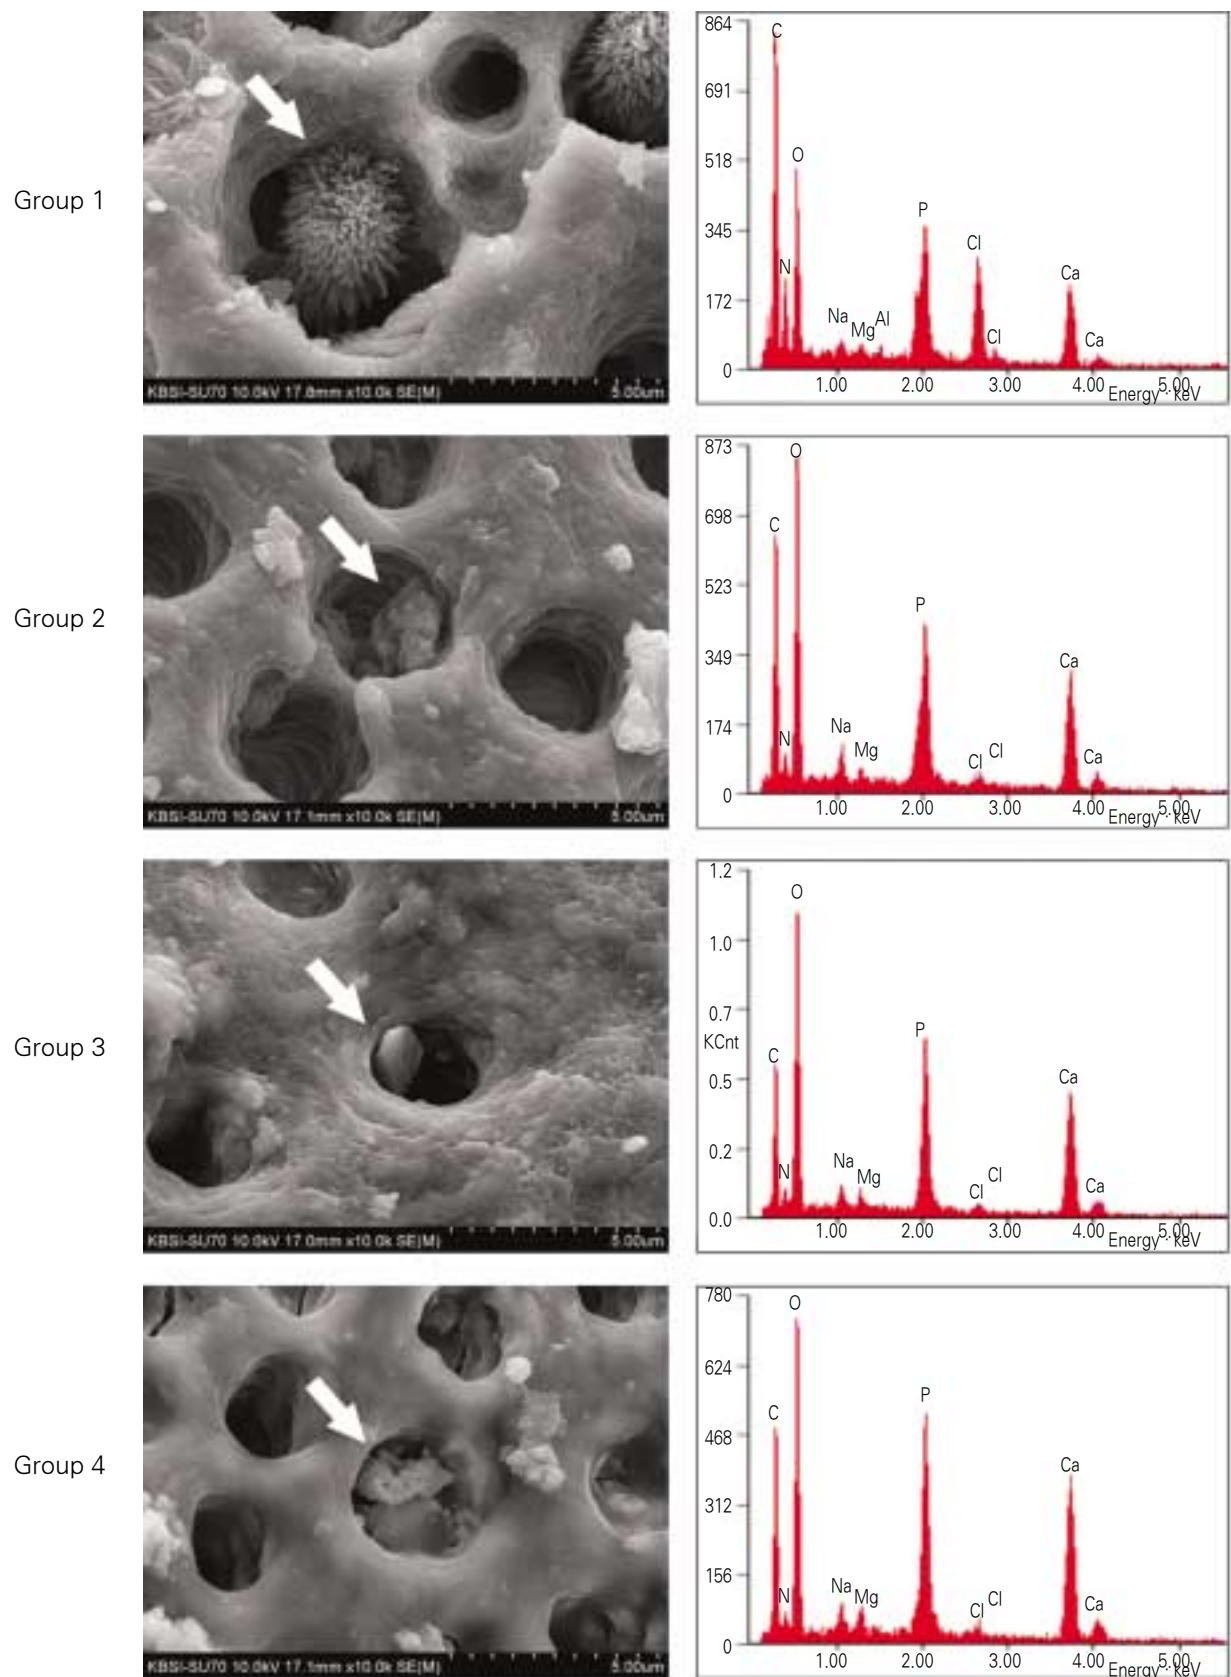 Group 1
KBSI-SU70 10.0kV 17.8mm x10.0k SE(M) 5.00um
864
691
518
345
172
0
C
O
N
Na
Mg
Al
P
Cl
Cl
Ca
Ca
1.00 2.00 3.00 4.00 5.00
Energy · keV
Group 2
KBSI-SU70 10.0kV 17.1mm x10.0k SE(M) 5.00um
873
698
523
349
174
0
O
C
N
Na
Mg
P
Cl
Cl
Ca
Ca
1.00 2.00 3.00 4.00 5.00
Energy · keV
Group 3
KBSI-SU70 10.0kV 17.0mm x10.0k SE(M) 5.00um
1.2
1.0
0.7
KCnt
0.5
0.2
0.0
O
C
N
Na
Mg
P
Cl
Cl
Ca
Ca
1.00 2.00 3.00 4.00 5.00
Energy · keV
Group 4
KBSI-SU70 10.0kV 17.1mm x10.0k SE(M) 5.00um
780
624
468
312
156
0
O
C
N
Na
Mg
P
Cl
Cl
Ca
Ca
1.00 2.00 3.00 4.00 5.00
Energy · keV